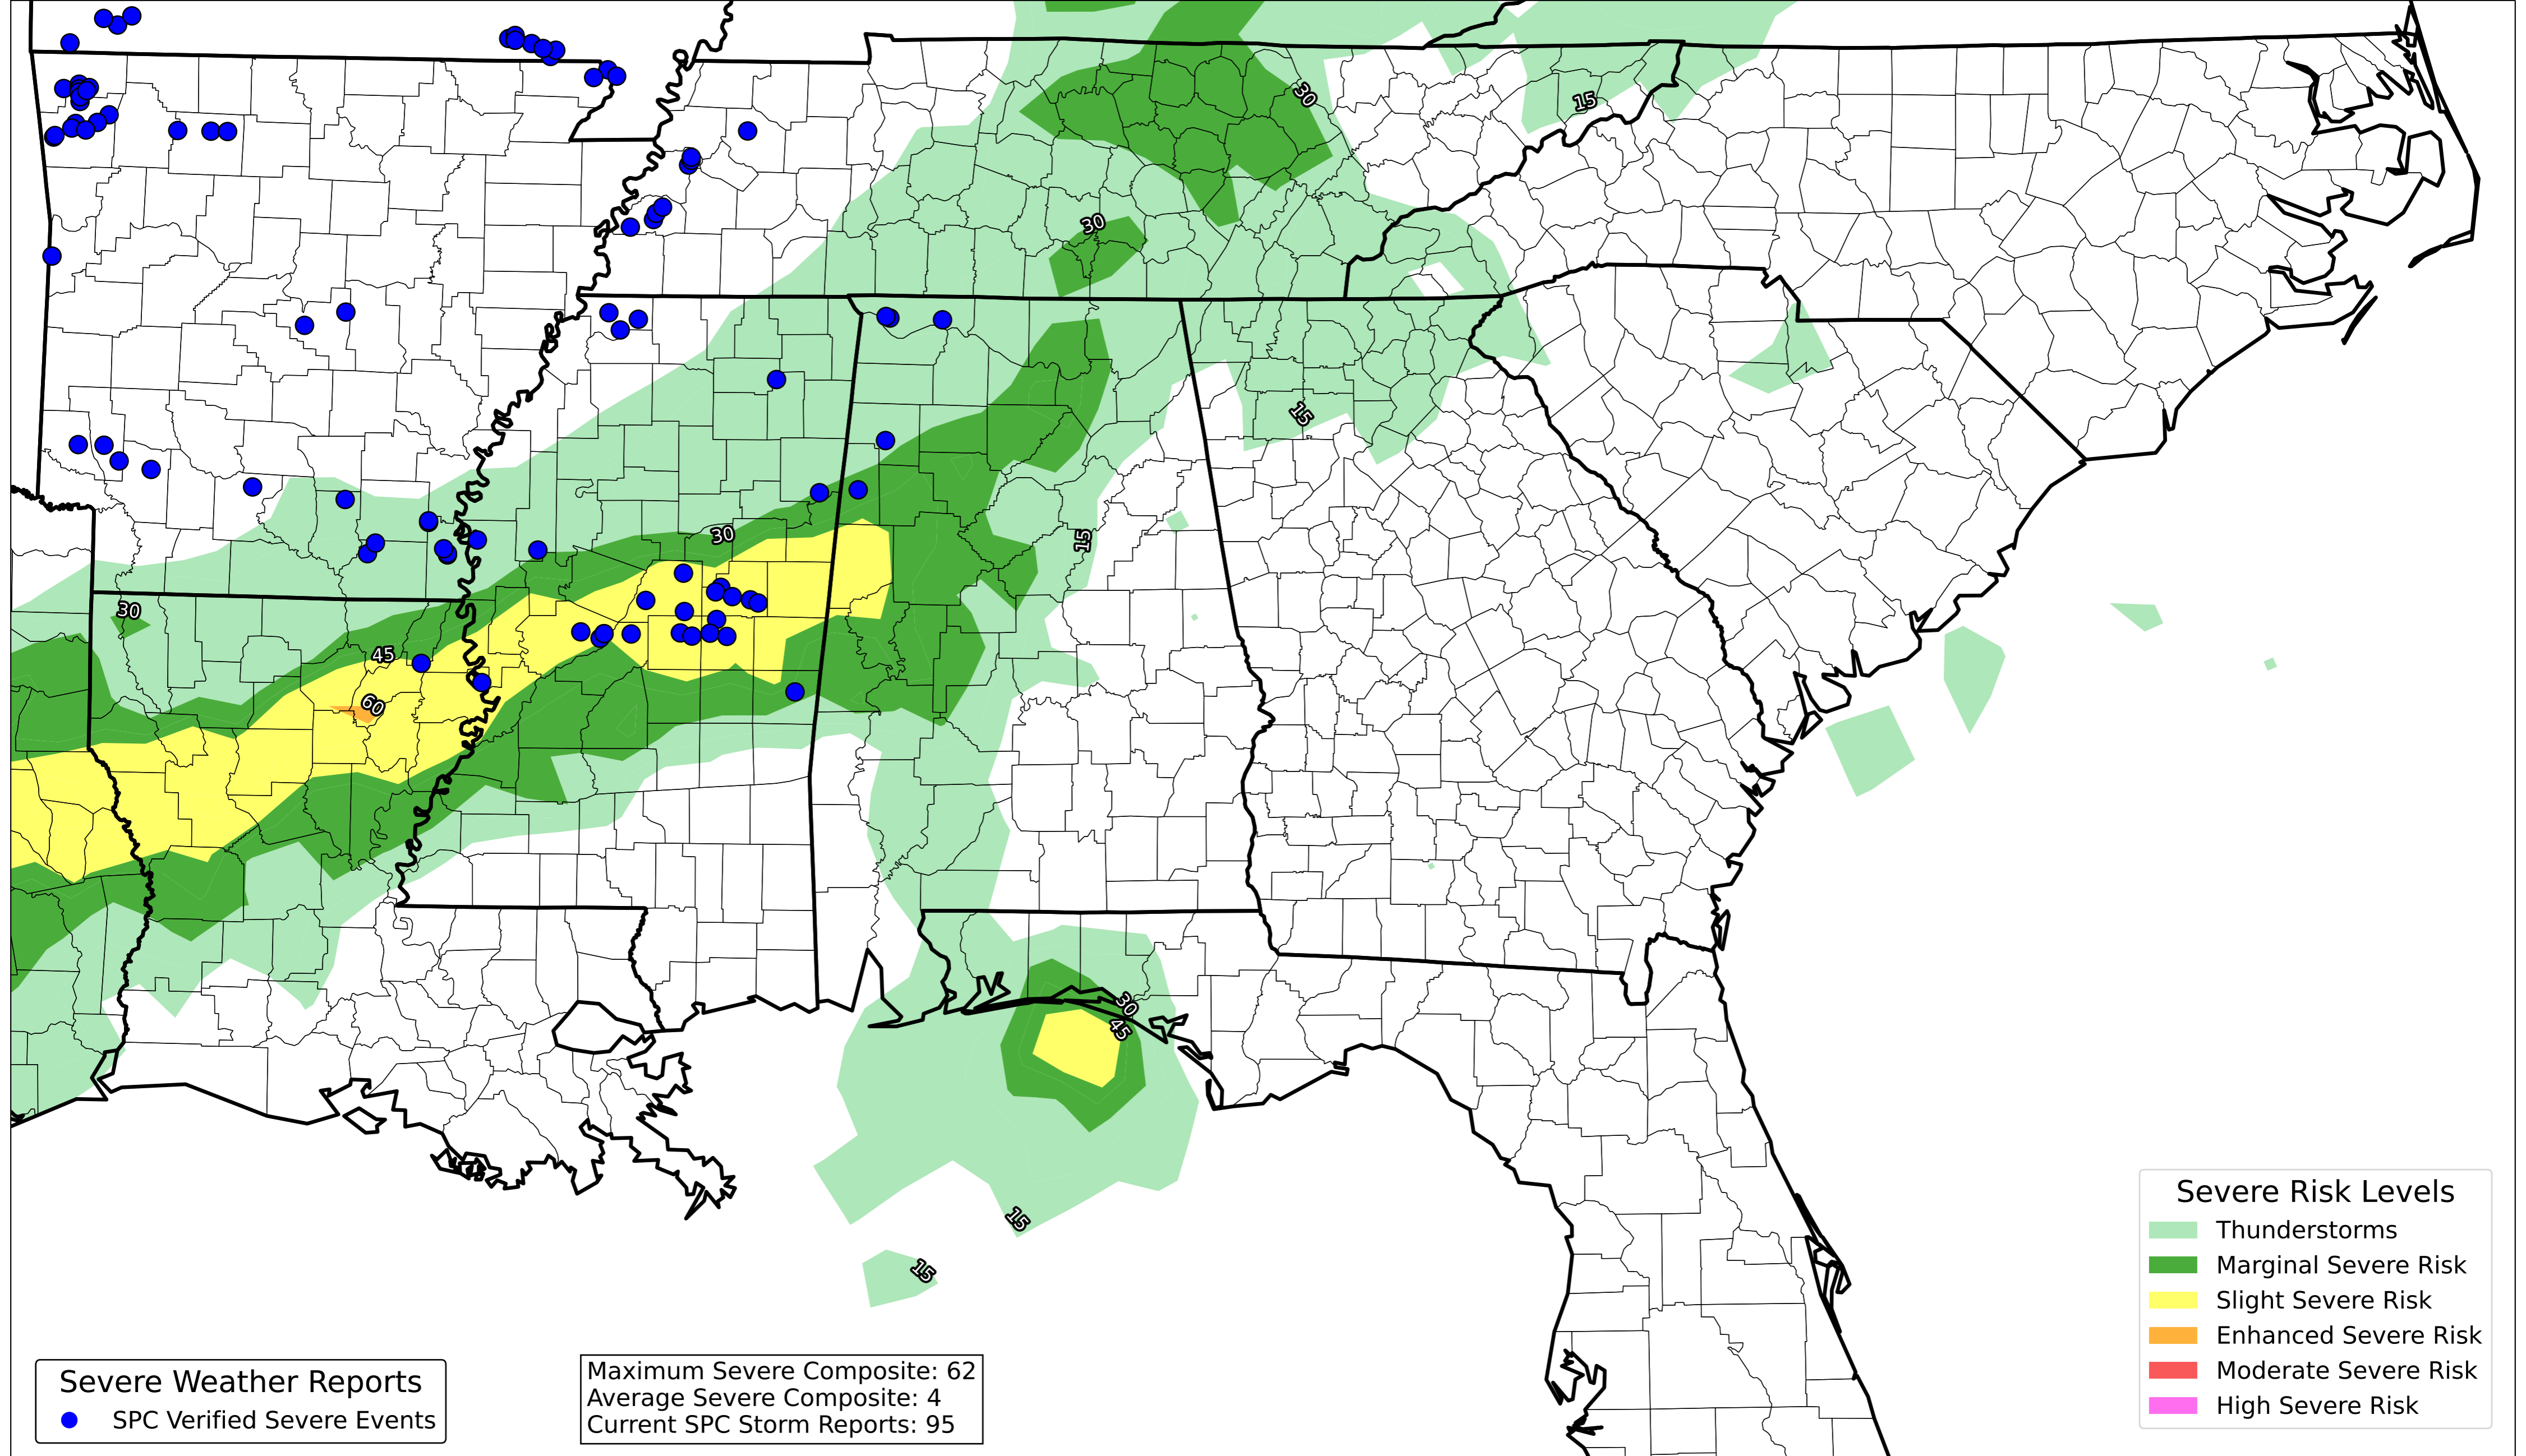 30
15
30
15
30
15
30
45
60
30
45
15
15
Severe Risk Levels
Thunderstorms
Marginal Severe Risk
Slight Severe Risk
Enhanced Severe Risk
Moderate Severe Risk
High Severe Risk
Severe Weather Reports
SPC Verified Severe Events
Maximum Severe Composite: 62
Average Severe Composite: 4
Current SPC Storm Reports: 95